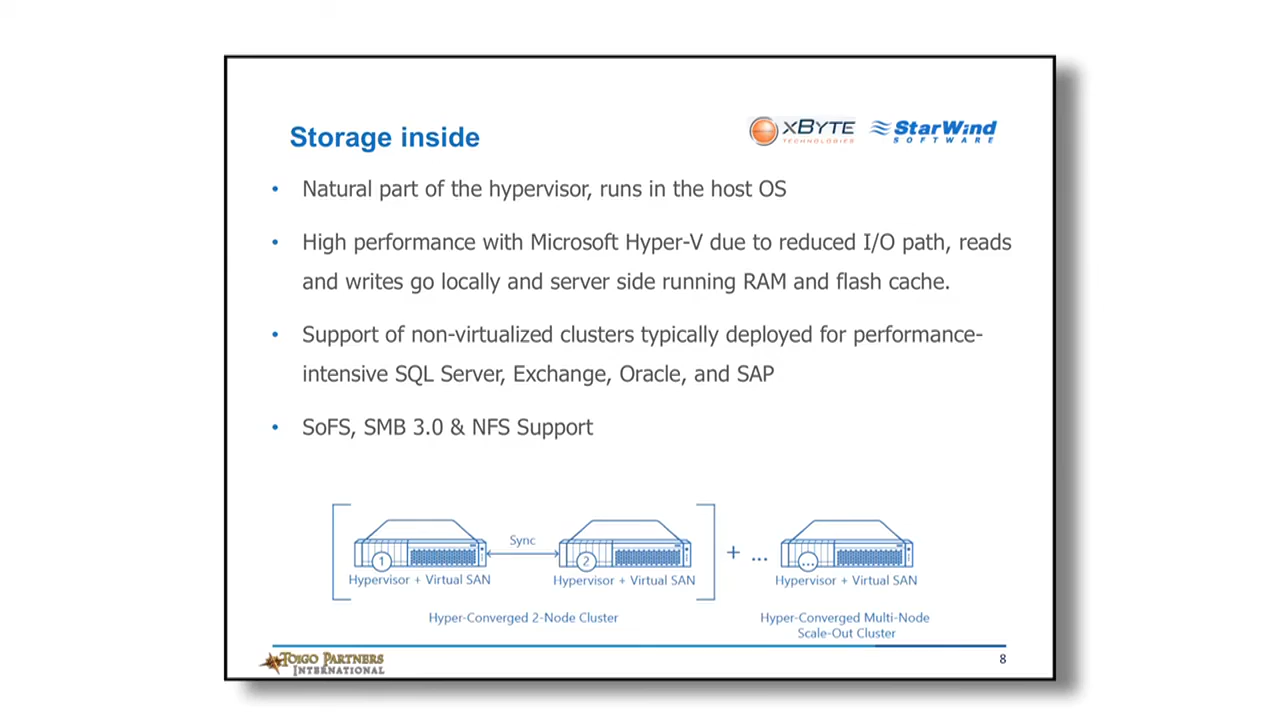 Storage inside
xBYTE
TECHNOLOGIES
StarWind
SOFTWARE
• Natural part of the hypervisor, runs in the host OS
• High performance with Microsoft Hyper-V due to reduced I/O path, reads
and writes go locally and server side running RAM and flash cache.
• Support of non-virtualized clusters typically deployed for performance-
intensive SQL Server, Exchange, Oracle, and SAP
• SoFS, SMB 3.0 & NFS Support
Sync
1
2
+ ...
...
Hypervisor + Virtual SAN
Hypervisor + Virtual SAN
Hypervisor + Virtual SAN
Hyper-Converged 2-Node Cluster
Hyper-Converged Multi-Node
Scale-Out Cluster
TOIGO PARTNERS
INTERNATIONAL
8